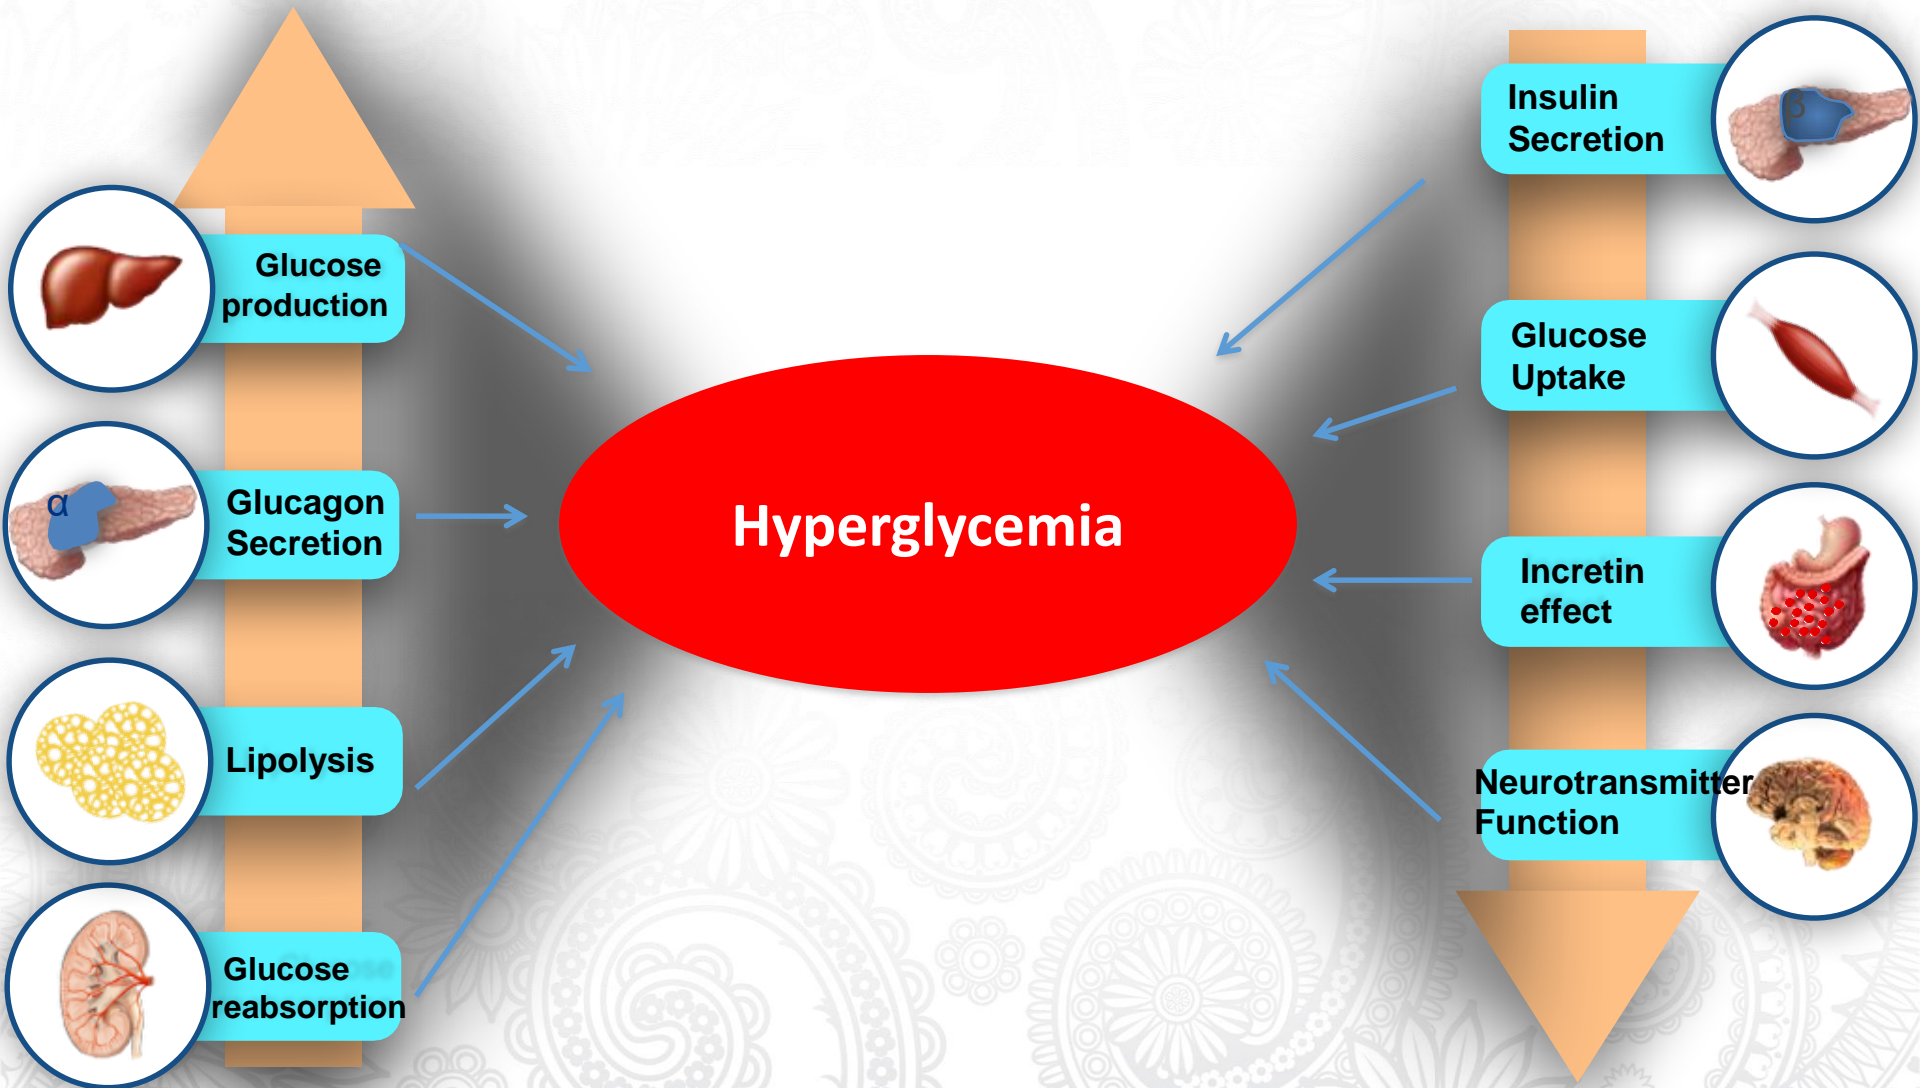 Glucose
production
α
Glucagon
Secretion
Lipolysis
Glucose
reabsorption
Hyperglycemia
Insulin
Secretion
β
Glucose
Uptake
Incretin
effect
Neurotransmitter
Function